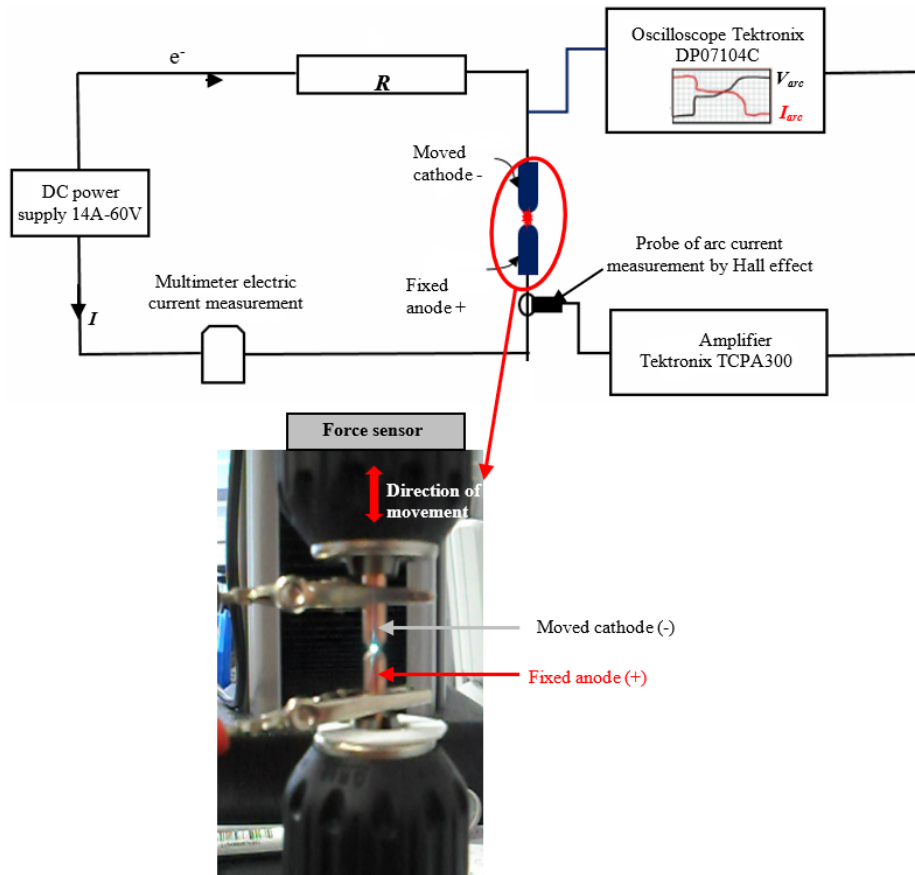 e-
R
Oscilloscope Tektronix
DP07104C
Varc
Iarc
Moved
cathode -
DC power
supply 14A-60V
Probe of arc current
measurement by Hall effect
Multimeter electric
current measurement
Fixed
anode +
I
Amplifier
Tektronix TCPA300
Force sensor
Direction of
movement
Moved cathode (-)
Fixed anode (+)